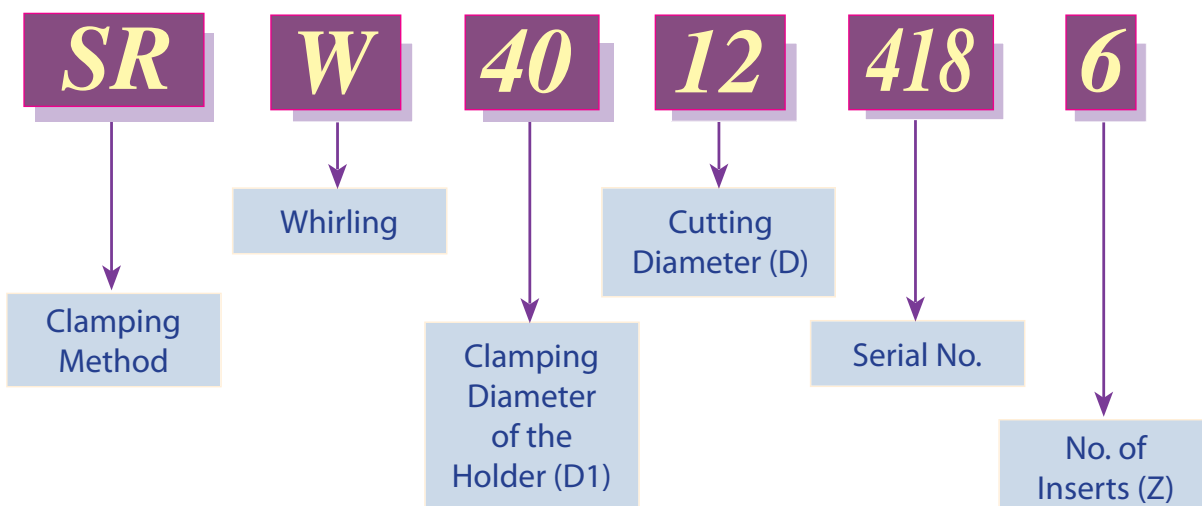 SR W 40 12 418 6
Whirling
Cutting
Diameter (D)
Clamping
Method
Clamping
Diameter
of the
Holder (D1)
Serial No.
No. of
Inserts (Z)